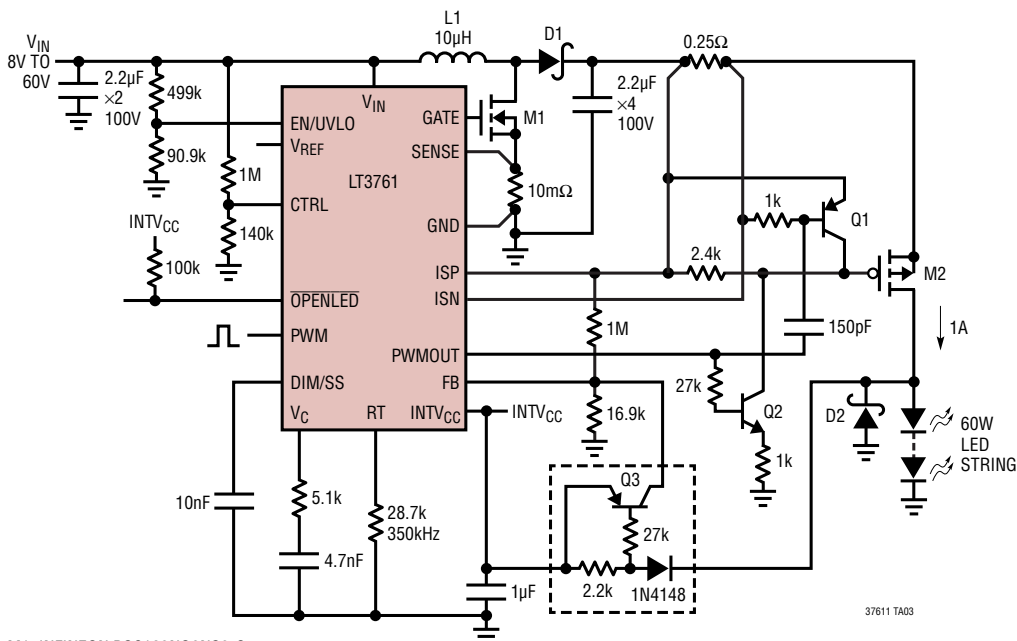 L1
10µH
D1
0.25Ω
VIN
8V TO
60V
2.2µF
×2
100V
499k
90.9k
1M
140k
INTVCC
100k
VIN
EN/UVLO
VREF
LT3761
CTRL
OPENLED
PWM
DIM/SS
VC
RT
GATE
SENSE
GND
ISP
ISN
PWMOUT
FB
INTVCC
INTVCC
M1
10mΩ
2.2µF
×4
100V
1k
Q1
2.4k
M2
1A
150pF
1M
27k
Q2
1k
16.9k
D2
60W
LED
STRING
Q3
27k
2.2k
1N4148
1µF
10nF
5.1k
4.7nF
28.7k
350kHz
37611 TA03